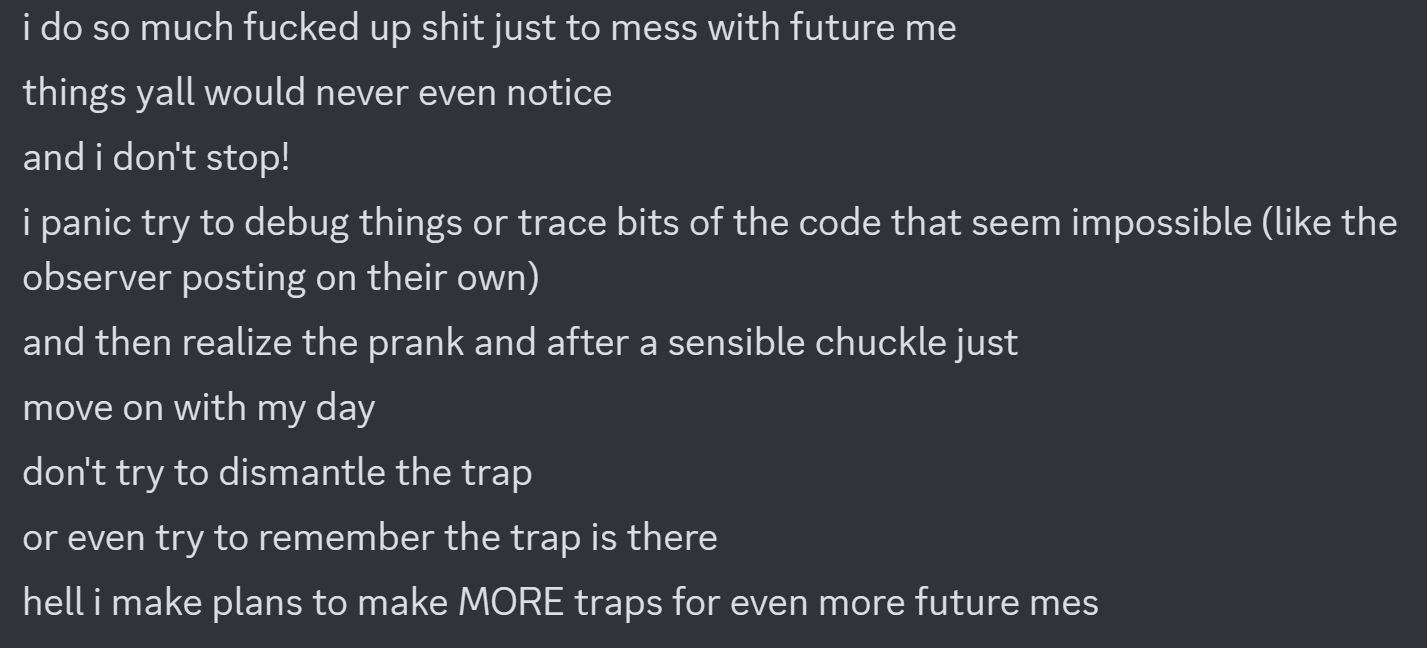 i do so much fucked up shit just to mess with future me
things yall would never even notice
and i don't stop!
i panic try to debug things or trace bits of the code that seem impossible (like the
observer posting on their own)
and then realize the prank and after a sensible chuckle just
move on with my day
don't try to dismantle the trap
or even try to remember the trap is there
hell i make plans to make MORE traps for even more future mes